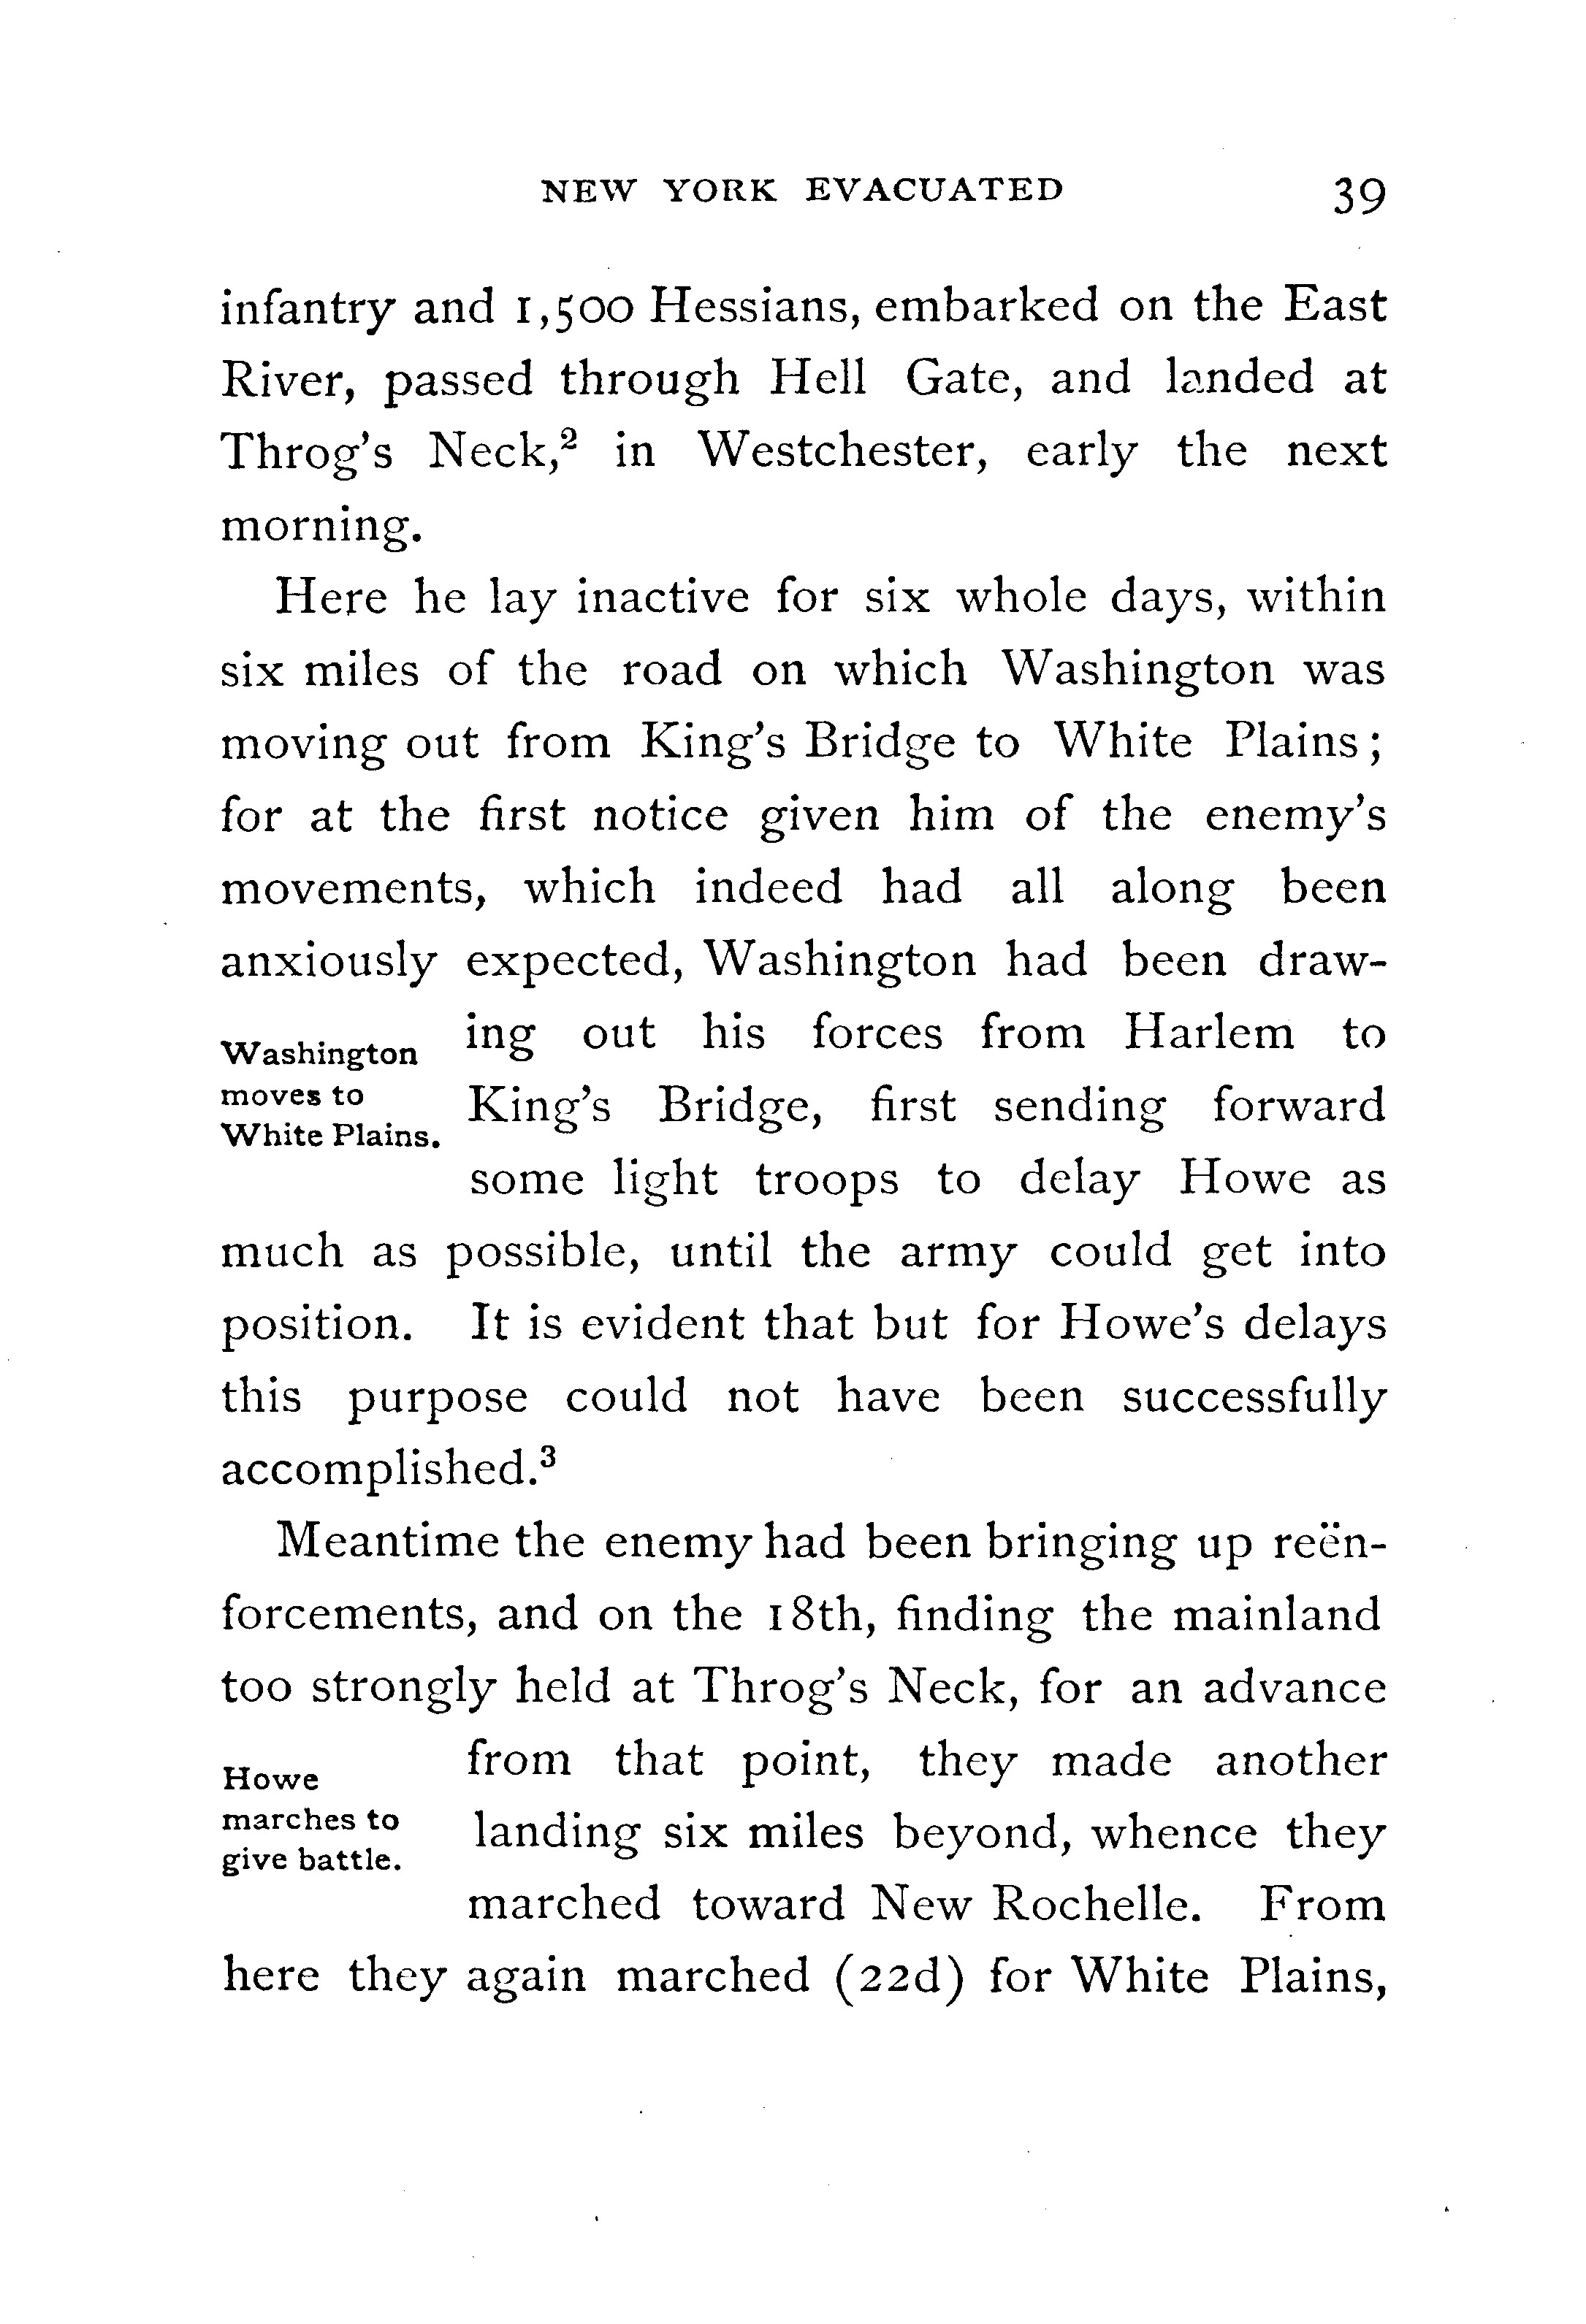 NEW YORK EVACUATED 39
infantry and 1,500 Hessians, embarked on the East
River, passed through Hell Gate, and landed at
Throg's Neck,² in Westchester, early the next
morning.
Here he lay inactive for six whole days, within
six miles of the road on which Washington was
moving out from King's Bridge to White Plains;
for at the first notice given him of the enemy's
movements, which indeed had all along been
anxiously expected, Washington had been draw-
Washington
moves to
White Plains.
ing out his forces from Harlem to
King's Bridge, first sending forward
some light troops to delay Howe as
much as possible, until the army could get into
position. It is evident that but for Howe's delays
this purpose could not have been successfully
accomplished.³
Meantime the enemy had been bringing up reën-
forcements, and on the 18th, finding the mainland
too strongly held at Throg's Neck, for an advance
Howe
marches to
give battle.
from that point, they made another
landing six miles beyond, whence they
marched toward New Rochelle. From
here they again marched (22d) for White Plains,